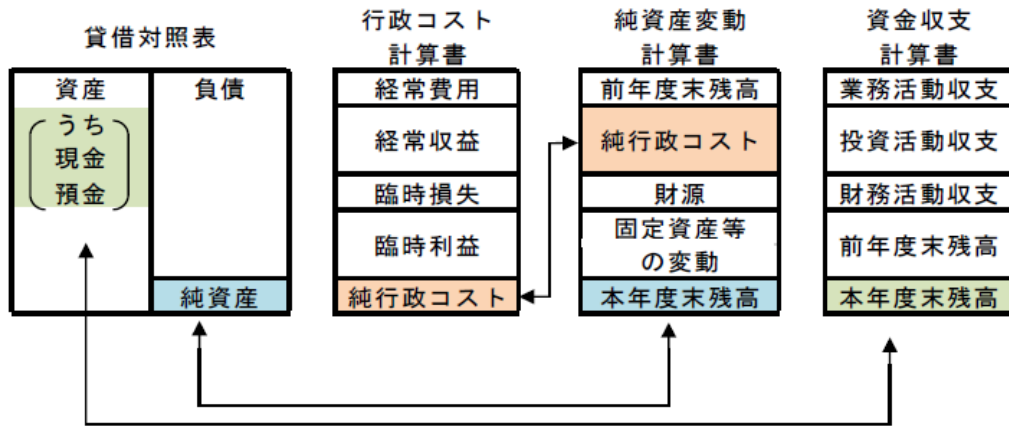 貸借対照表
資産
うち
現金
預金
負債
純資産
行政コスト
計算書
経常費用
経常収益
臨時損失
臨時利益
純行政コスト
純資産変動
計算書
前年度末残高
純行政コスト
財源
固定資産等
の変動
本年度末残高
資金収支
計算書
業務活動収支
投資活動収支
財務活動収支
前年度末残高
本年度末残高